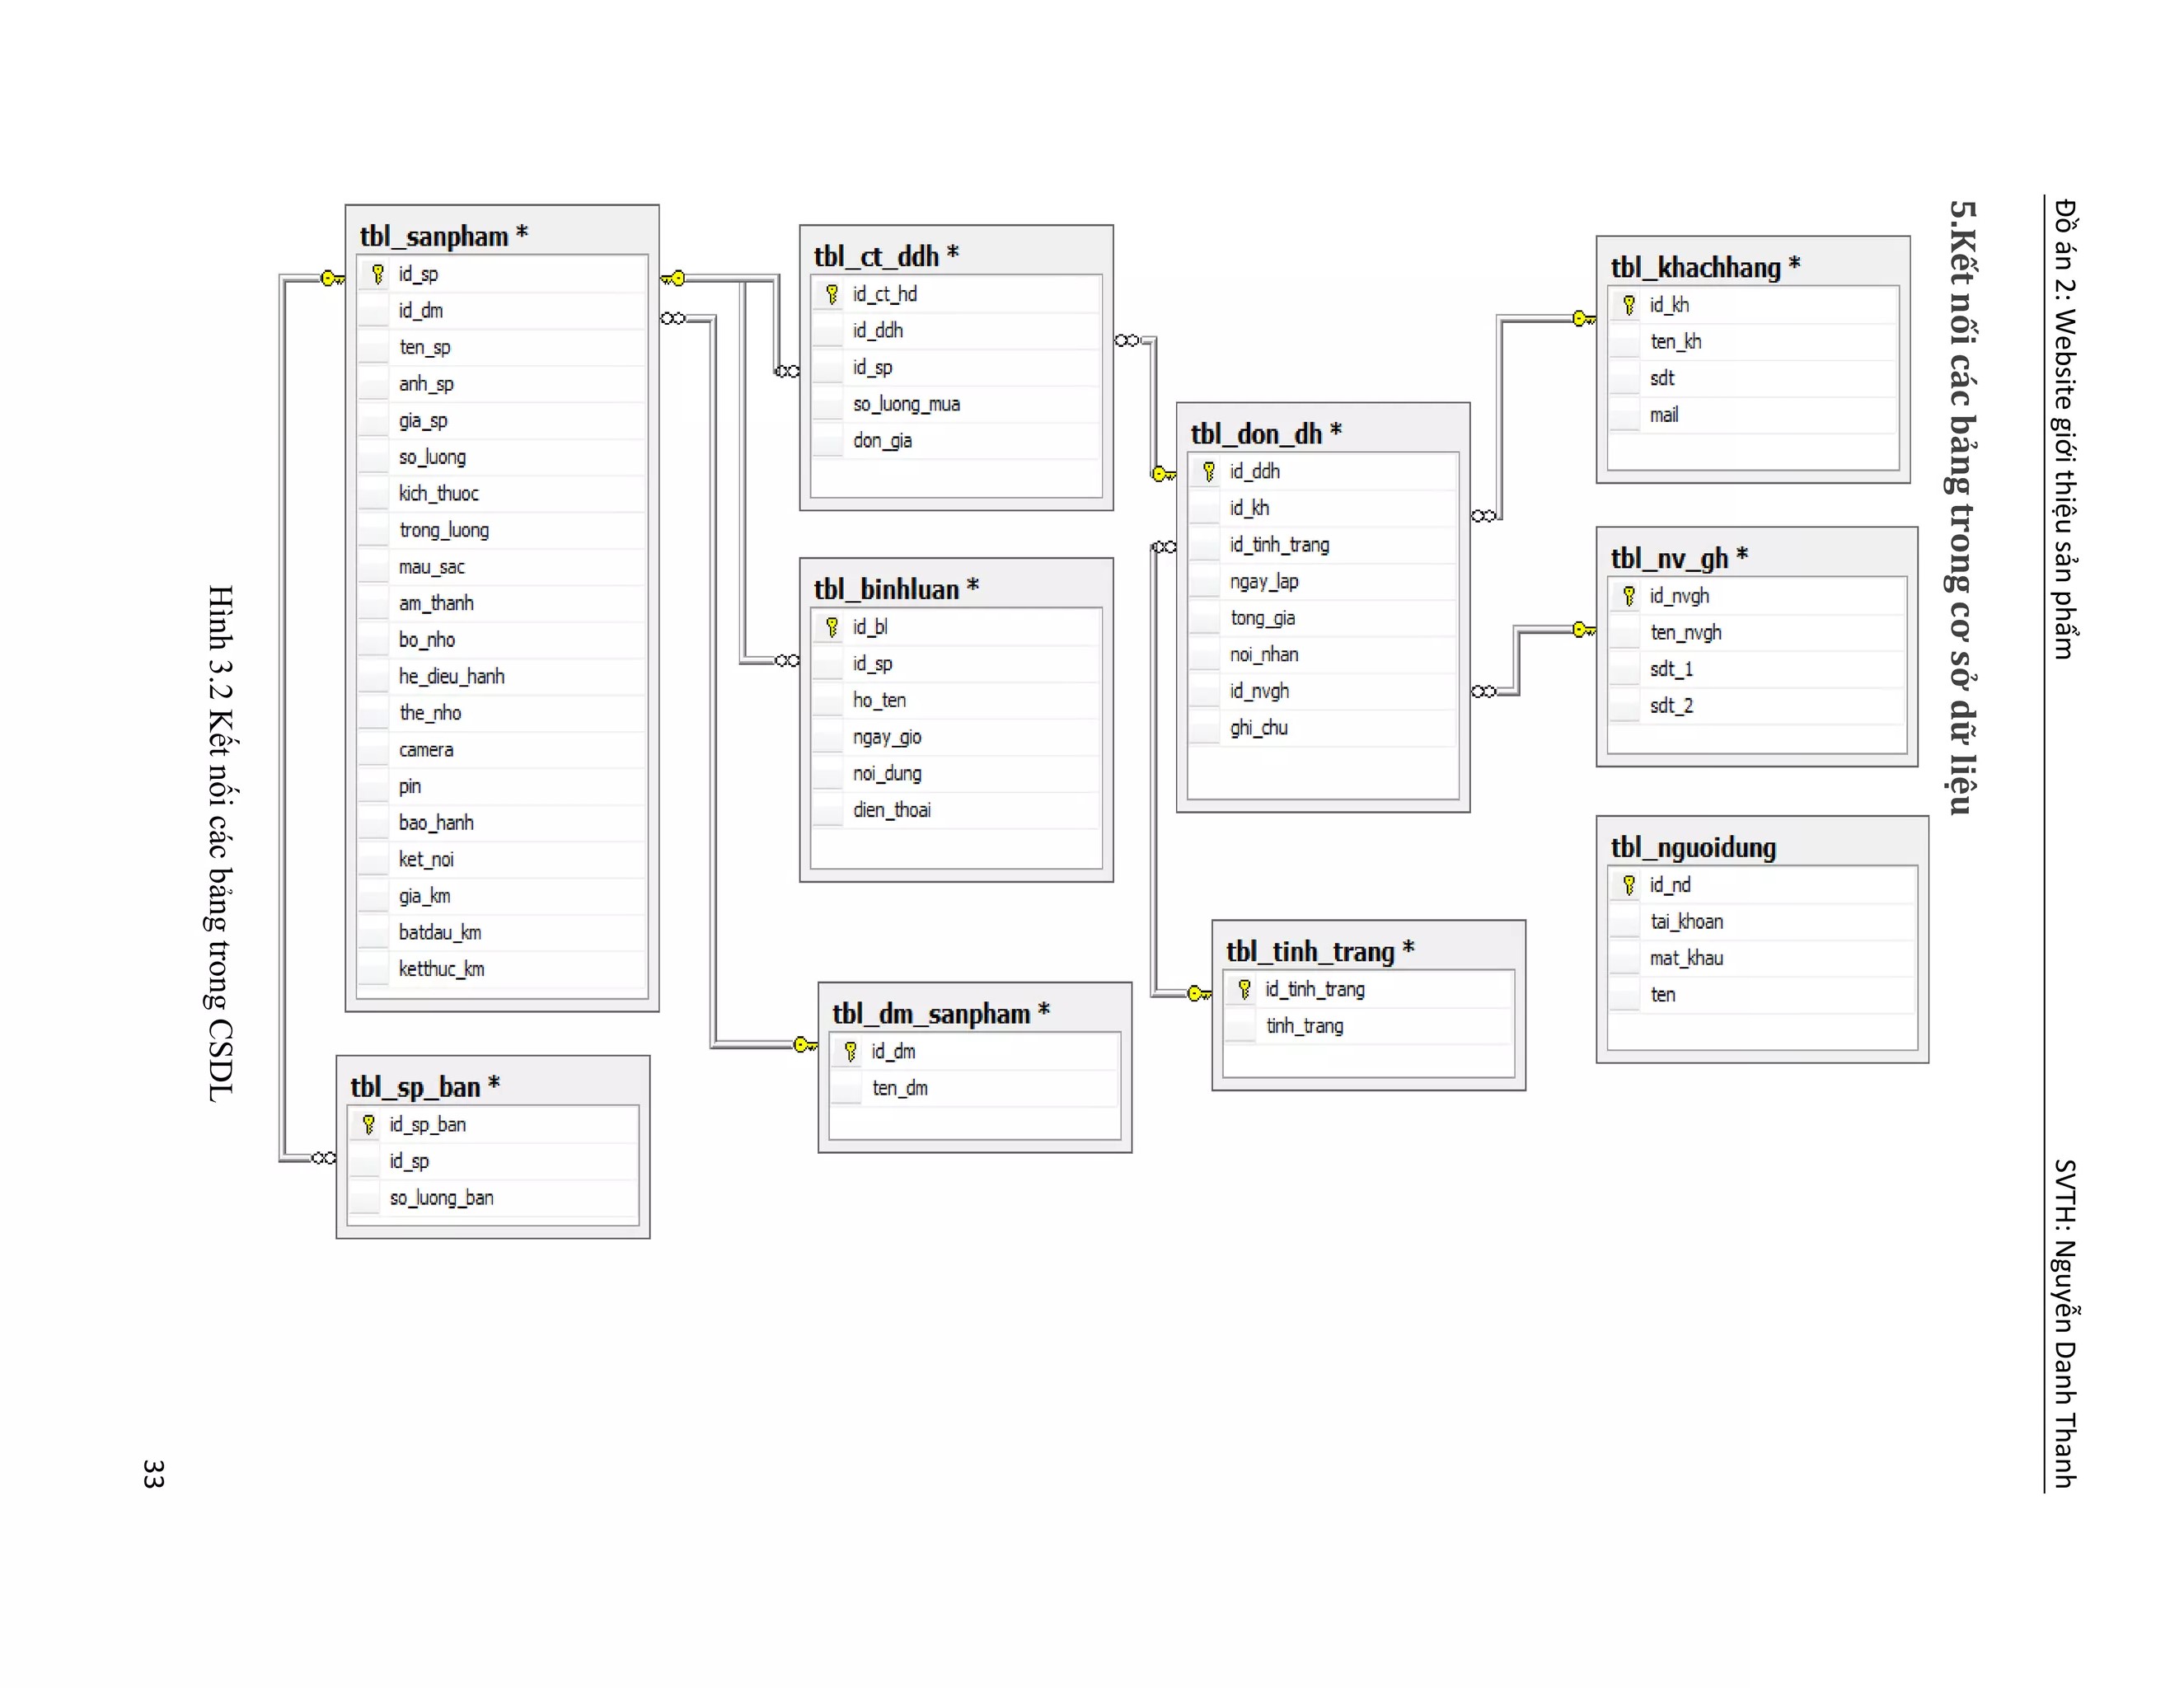 Đồ án 2: Website giới thiệu sản phẩm SVTH: Nguyễn Danh Thanh
5.Kết nối các bảng trong cơ sở dữ liệu
tbl_sanpham *
id_sp
id_dm
ten_sp
anh_sp
gia_sp
so_luong
kich_thuoc
trong_luong
mau_sac
am_thanh
bo_nho
he_dieu_hanh
the_nho
camera
pin
bao_hanh
ket_noi
gia_km
batdau_km
ketthuc_km
tbl_sp_ban *
id_sp_ban
id_sp
so_luong_ban
tbl_ct_ddh *
id_ct_hd
id_ddh
id_sp
so_luong_mua
don_gia
tbl_binhluan *
id_bl
id_sp
ho_ten
ngay_gio
noi_dung
dien_thoai
tbl_dm_sanpham *
id_dm
ten_dm
tbl_don_dh *
id_ddh
id_kh
id_tinh_trang
ngay_lap
tong_gia
noi_nhan
id_nvgh
ghi_chu
tbl_tinh_trang *
id_tinh_trang
tinh_trang
tbl_khachhang *
id_kh
ten_kh
sdt
mail
tbl_nv_gh *
id_nvgh
ten_nvgh
sdt_1
sdt_2
tbl_nguoidung
id_nd
tai_khoan
mat_khau
ten
Hình 3.2 Kết nối các bảng trong CSDL
33